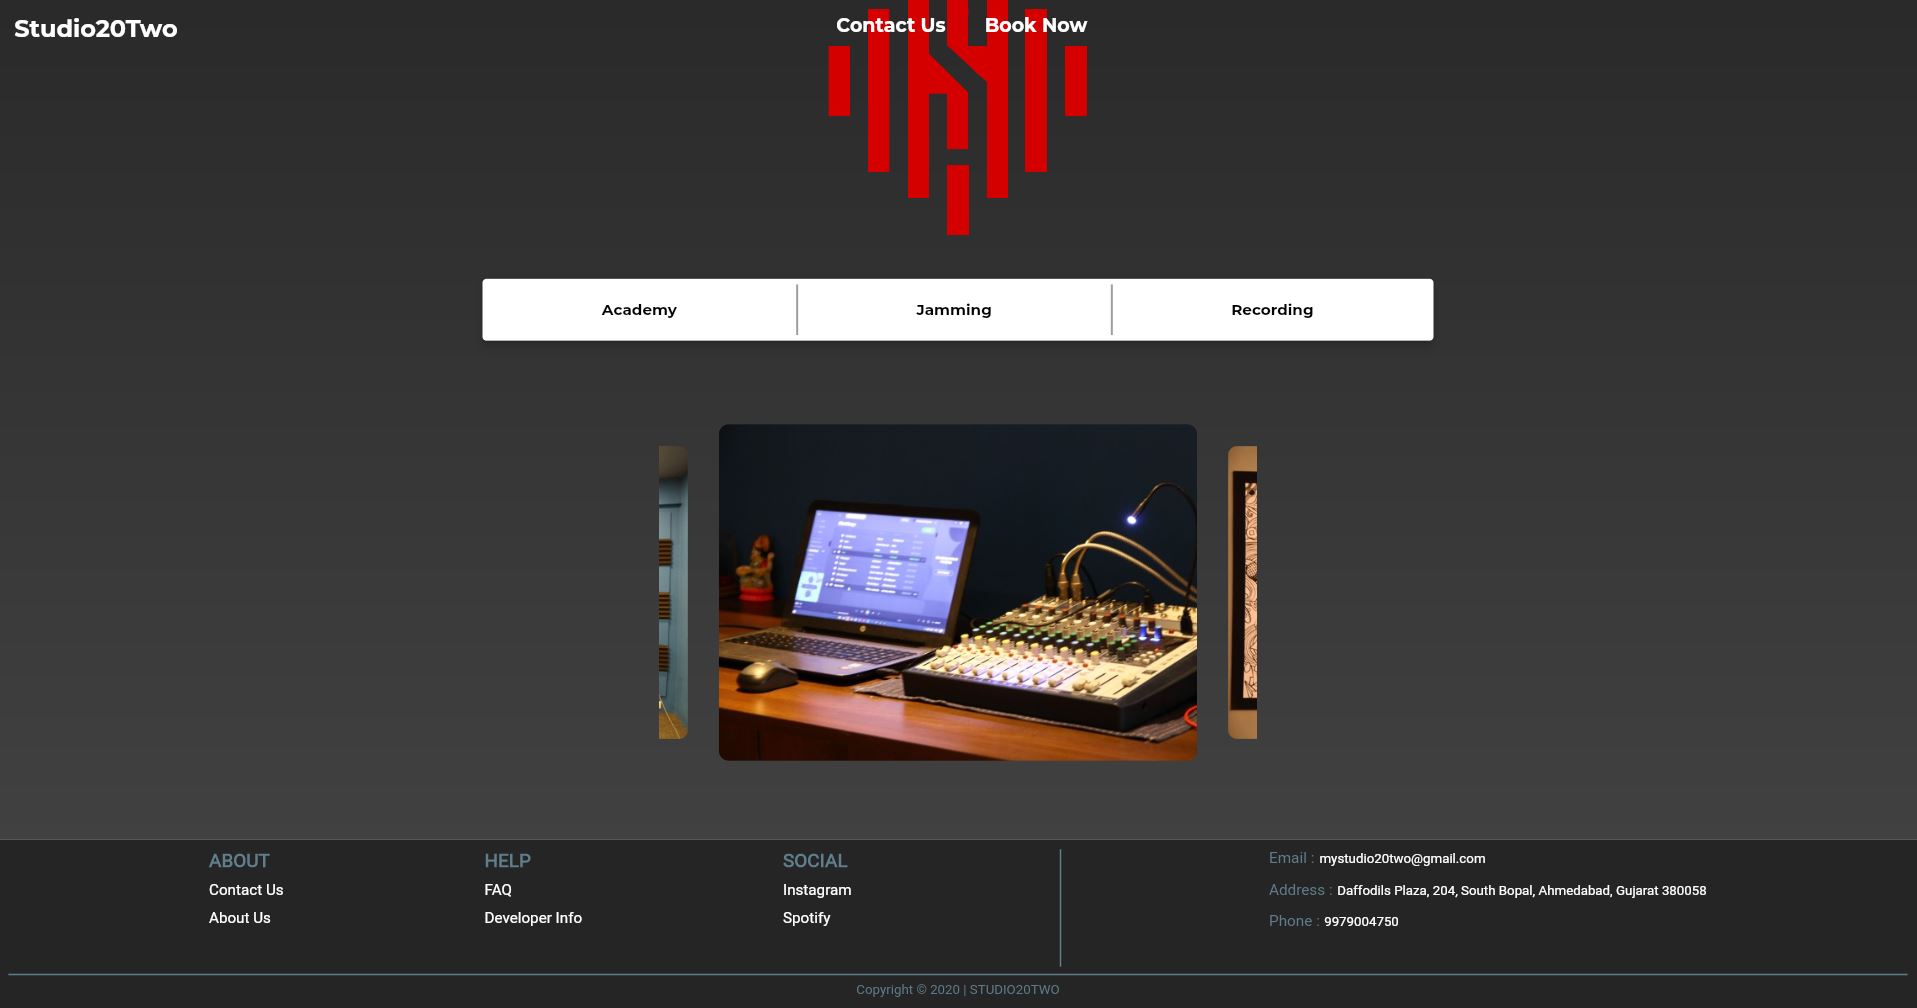 Studio20Two
Contact Us
Book Now
Academy
Jamming
Recording
ABOUT
Contact Us
About Us
HELP
FAQ
Developer Info
SOCIAL
Instagram
Spotify
Email : mystudio20two@gmail.com
Address : Daffodils Plaza, 204, South Bopal, Ahmedabad, Gujarat 380058
Phone : 9979004750
Copyright © 2020 | STUDIO20TWO